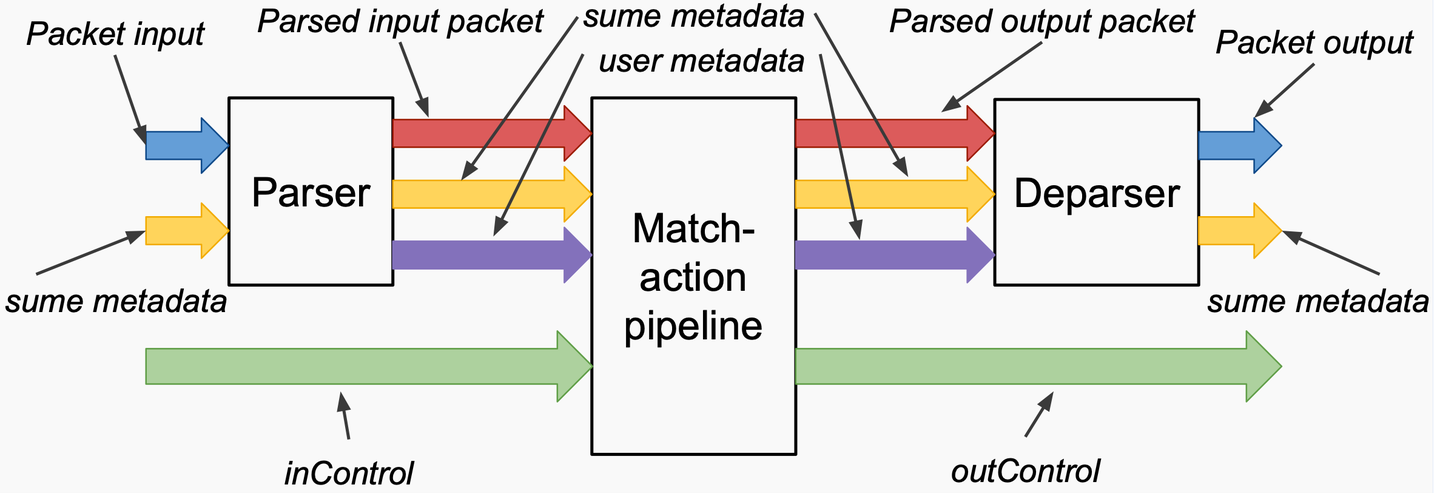 Packet input
Parsed input packet
sume metadata
user metadata
Parsed output packet
Packet output
Parser
Match-
action
pipeline
Deparser
sume metadata
sume metadata
inControl
outControl